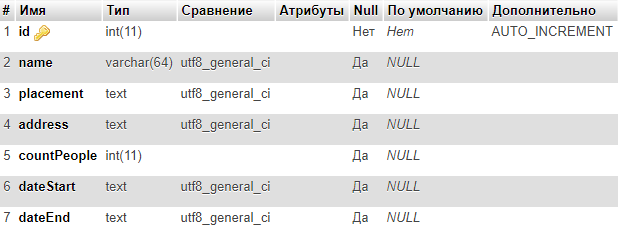 # Имя Тип Сравнение Атрибуты Null По умолчанию Дополнительно
1 id int(11) Нет Нет AUTO_INCREMENT
2 name varchar(64) utf8_general_ci Да NULL
3 placement text utf8_general_ci Да NULL
4 address text utf8_general_ci Да NULL
5 countPeople int(11) Да NULL
6 dateStart text utf8_general_ci Да NULL
7 dateEnd text utf8_general_ci Да NULL